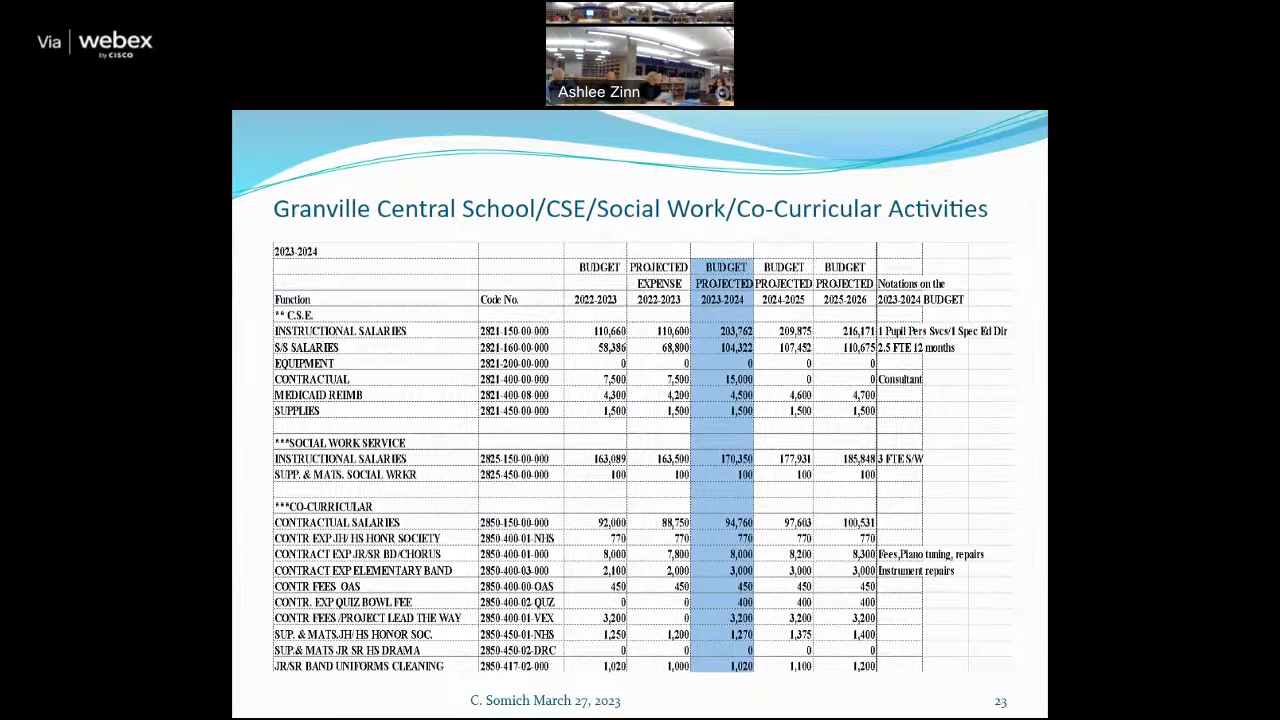 Via webex
by CISCO
Ashlee Zinn
Granville Central School/CSE/Social Work/Co-Curricular Activities
2023-2024
BUDGET PROJECTED BUDGET BUDGET BUDGET
EXPENSE PROJECTED PROJECTED PROJECTED Notations on the
Function Code No. 2022-2023 2022-2023 2023-2024 2024-2025 2025-2026 2023-2024 BUDGET
** C.S.E.
INSTRUCTIONAL SALARIES 2821-150-00-000 110,660 110,600 203,762 209,875 216,171 1 Pupil Pers Svcs/1 Spec Ed Dir
S/S SALARIES 2821-160-00-000 58,386 68,800 104,322 107,452 110,675 2.5 FTE 12 months
EQUIPMENT 2821-200-00-000 0 0 0 0 0
CONTRACTUAL 2821-400-00-000 7,500 7,500 15,000 0 0 Consultant
MEDICAID REIMB 2821-400-08-000 4,300 4,200 4,500 4,600 4,700
SUPPLIES 2821-450-00-000 1,500 1,500 1,500 1,500 1,500
***SOCIAL WORK SERVICE
INSTRUCTIONAL SALARIES 2825-150-00-000 163,089 163,500 170,350 177,931 185,848 3 FTE S/W
SUPP. & MATS. SOCIAL WRKR 2825-450-00-000 100 100 100 100 100
***CO-CURRICULAR
CONTRACTUAL SALARIES 2850-150-00-000 92,000 88,750 94,760 97,603 100,531
CONTR EXP JH/ HS HONR SOCIETY 2850-400-01-NHS 770 770 770 770 770
CONTRACT EXP JR/SR BD/CHORUS 2850-400-01-000 8,000 7,800 8,000 8,200 8,300 Fees,Piano tuning, repairs
CONTRACT EXP ELEMENTARY BAND 2850-400-03-000 2,100 2,000 3,000 3,000 3,000 Instrument repairs
CONTR FEES OAS 2850-400-00-OAS 450 450 450 450 450
CONTR. EXP QUIZ BOWL FEE 2850-400-02-QUZ 0 0 400 400 400
CONTR FEES /PROJECT LEAD THE WAY 2850-400-01-VEX 3,200 0 3,200 3,200 3,200
SUP. & MATS.JH/ HS HONOR SOC. 2850-450-01-NHS 1,250 1,200 1,270 1,375 1,400
SUP.& MATS JR SR HS DRAMA 2850-450-02-DRC 0 0 0 0 0
JR/SR BAND UNIFORMS CLEANING 2850-417-02-000 1,020 1,000 1,020 1,100 1,200
C. Somich March 27, 2023 23